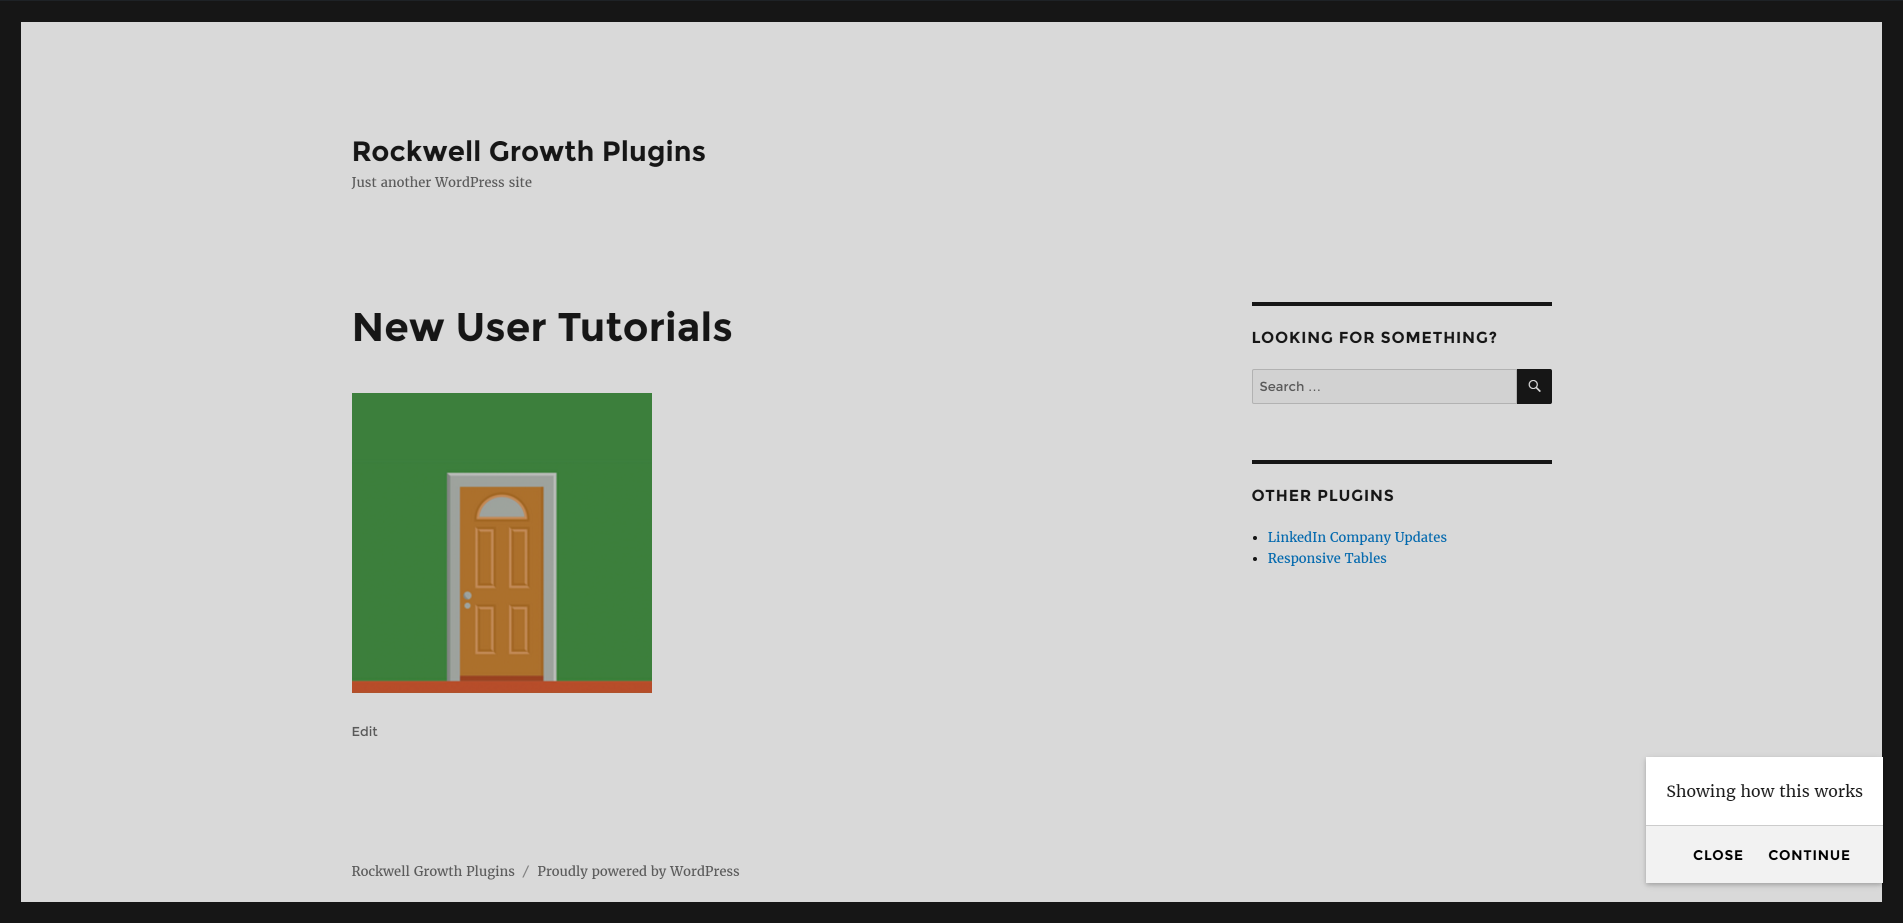 Rockwell Growth Plugins
Just another WordPress site
New User Tutorials
Edit
LOOKING FOR SOMETHING?
Search ...
OTHER PLUGINS
LinkedIn Company Updates
Responsive Tables
Rockwell Growth Plugins / Proudly powered by WordPress
Showing how this works
CLOSE CONTINUE